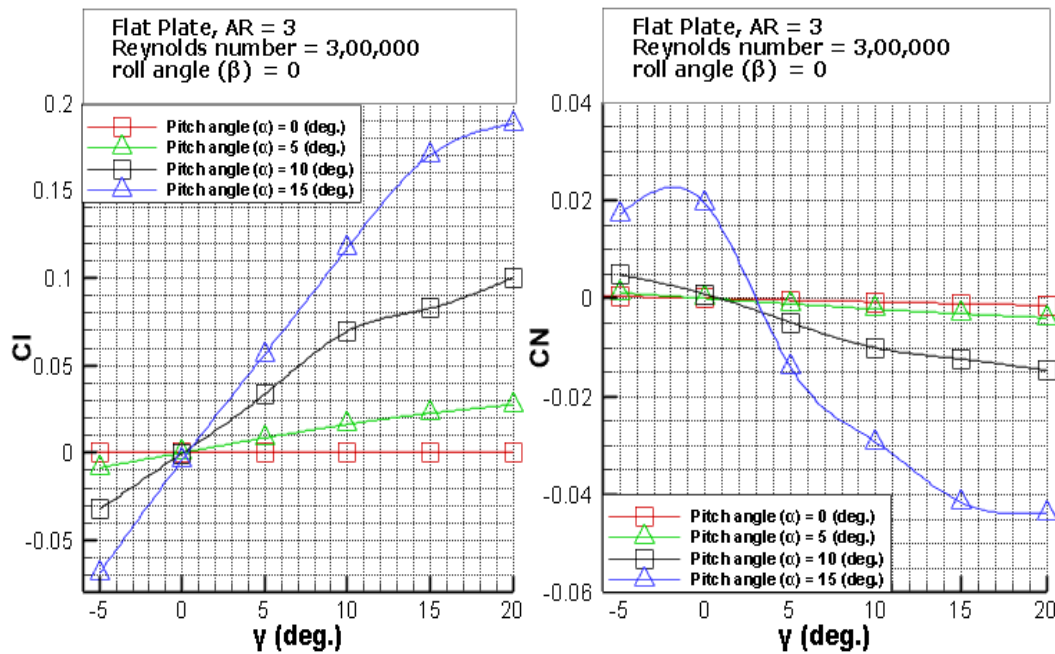 Flat Plate, AR = 3
Reynolds number = 3,00,000
roll angle (β) = 0
0.2
0.15
0.1
0.05
0
-0.05
Cl
Pitch angle (α) = 0 (deg.)
Pitch angle (α) = 5 (deg.)
Pitch angle (α) = 10 (deg.)
Pitch angle (α) = 15 (deg.)
-5 0 5 10 15 20
γ (deg.)
Flat Plate, AR = 3
Reynolds number = 3,00,000
roll angle (β) = 0
0.04
0.02
0
-0.02
-0.04
-0.06
CN
Pitch angle (α) = 0 (deg.)
Pitch angle (α) = 5 (deg.)
Pitch angle (α) = 10 (deg.)
Pitch angle (α) = 15 (deg.)
-5 0 5 10 15 20
γ (deg.)